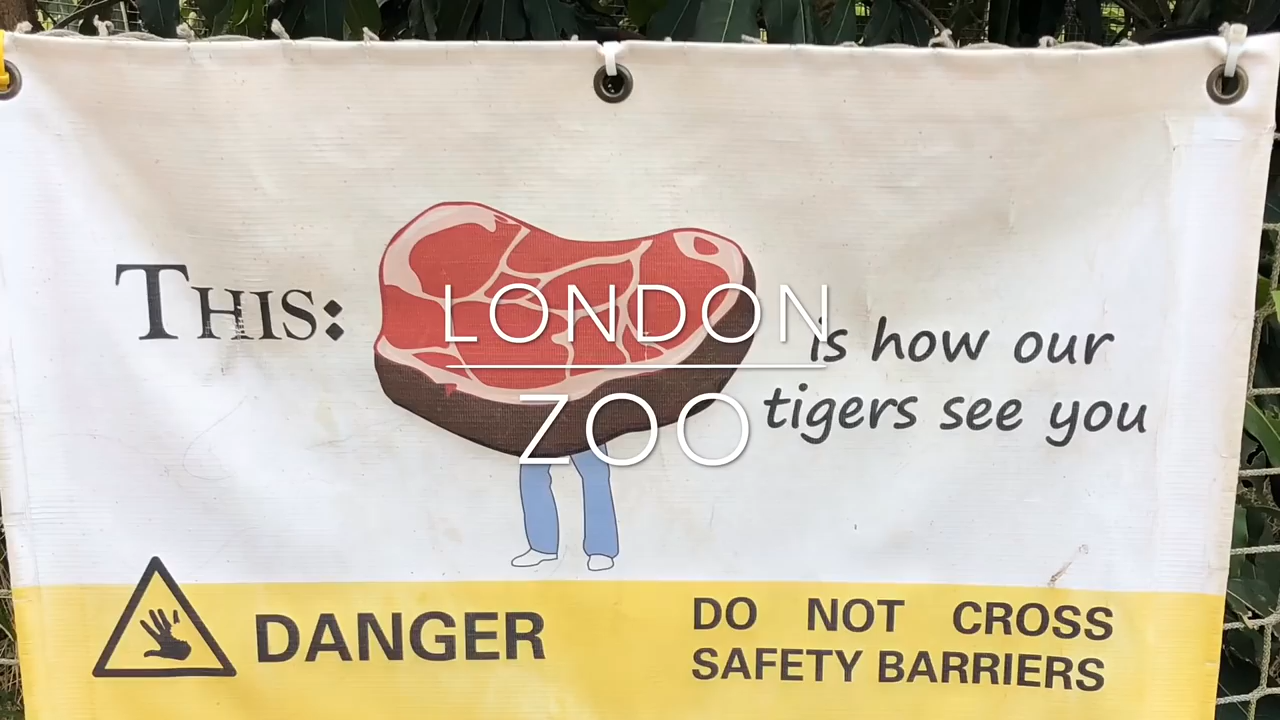 THIS:
LONDON
ZOO
is how our
tigers see you
DANGER
DO NOT CROSS
SAFETY BARRIERS